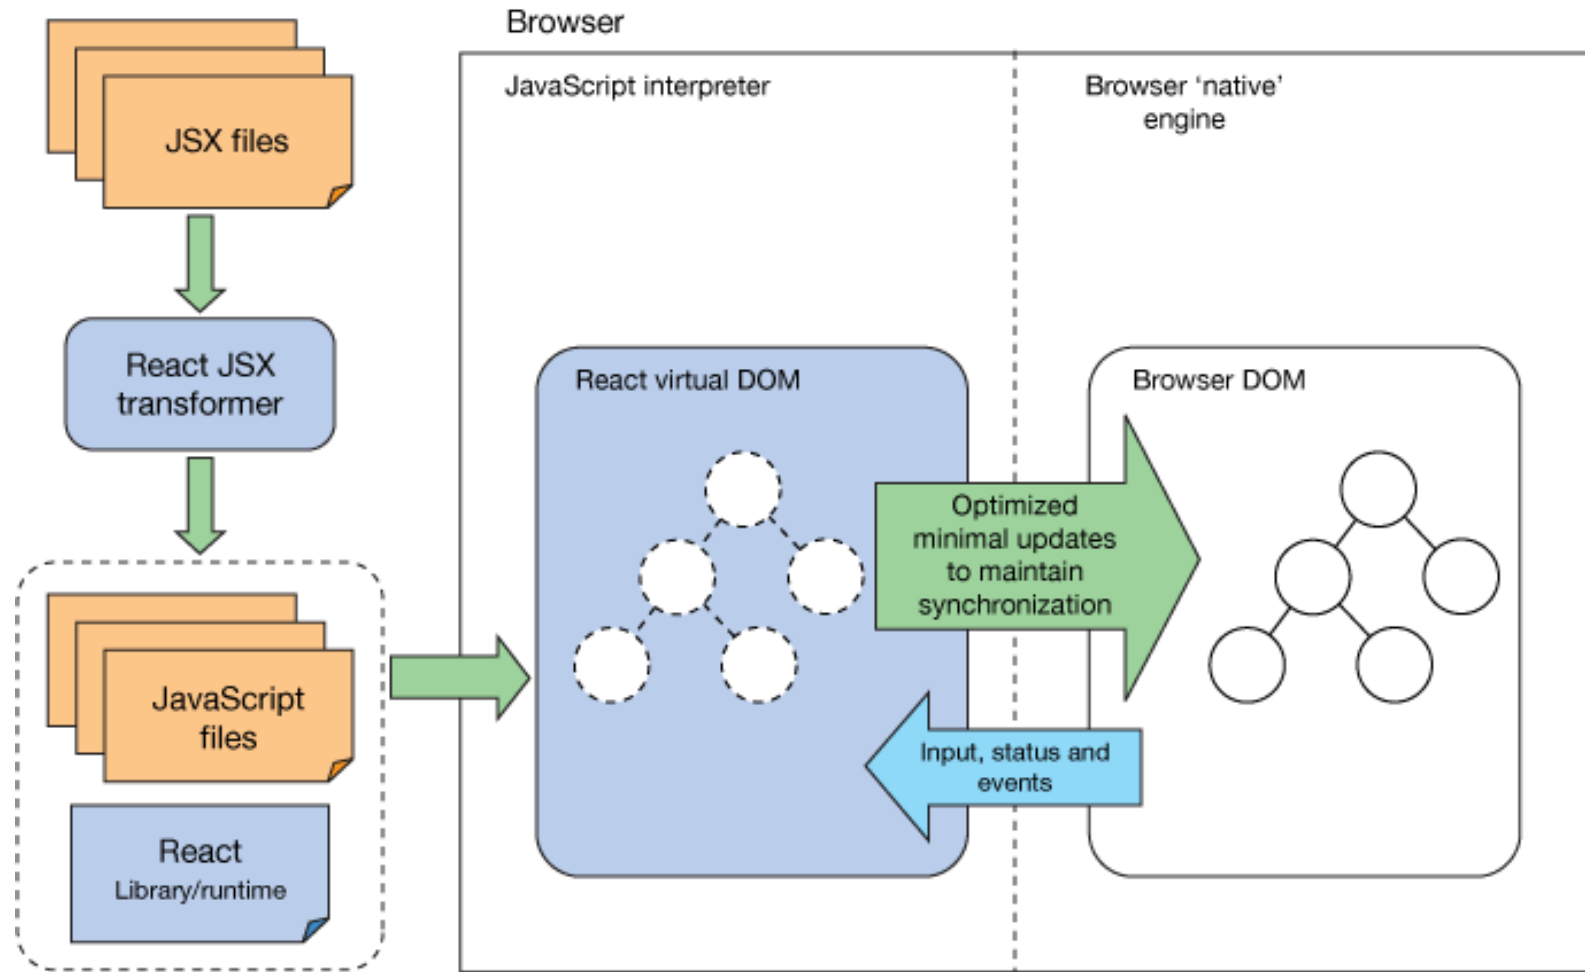 Browser
JSX files
JavaScript interpreter
Browser ‘native’
engine
React JSX
transformer
React virtual DOM
Browser DOM
Optimized
minimal updates
to maintain
synchronization
JavaScript
files
Input, status and
events
React
Library/runtime